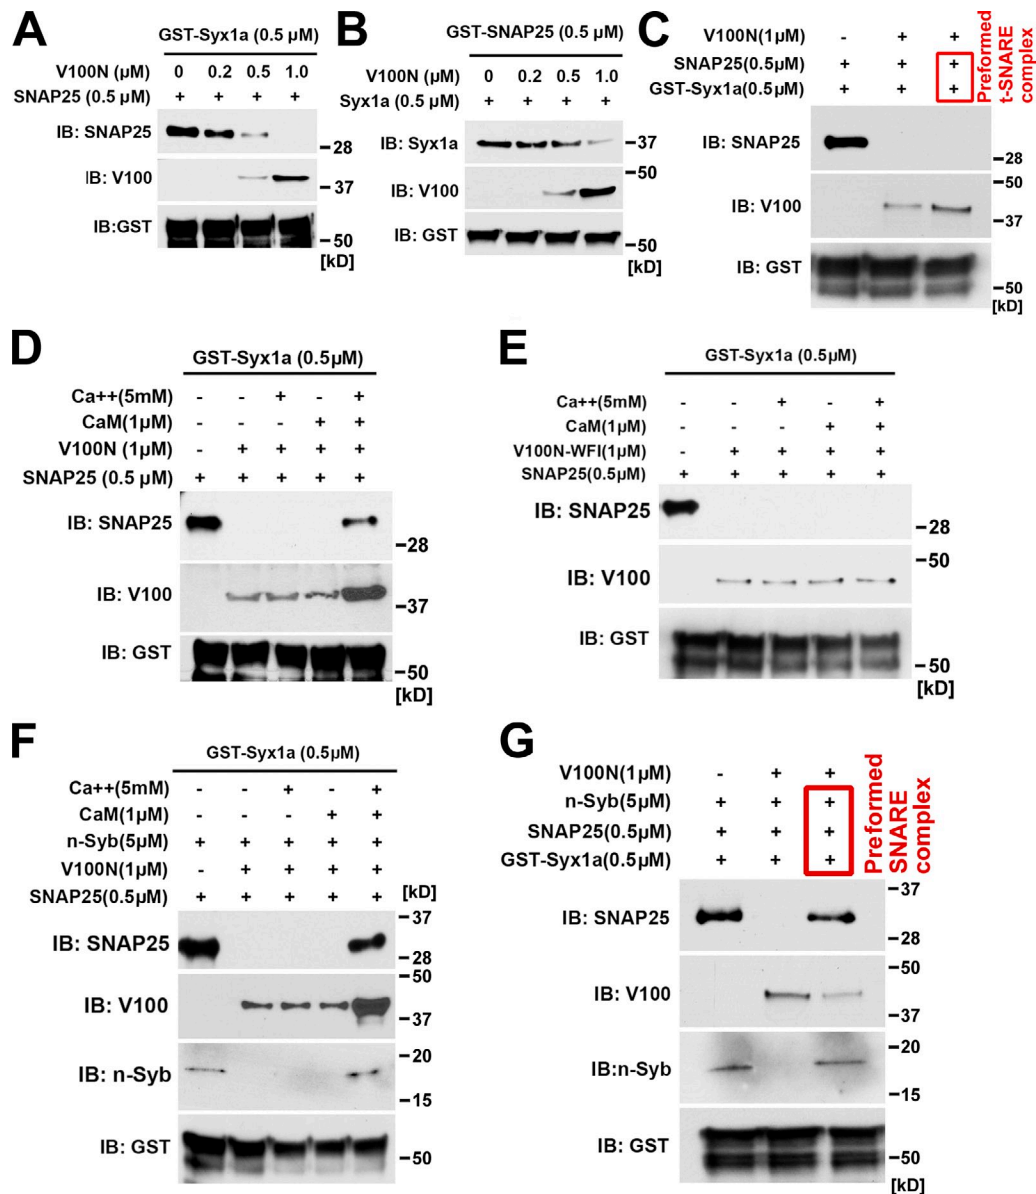 A
GST-Syx1a (0.5 µM)
V100N (µM) 0 0.2 0.5 1.0
SNAP25 (0.5 µM) + + + +
IB: SNAP25
28
IB: V100
37
IB:GST
50
[kD]
B
GST-SNAP25 (0.5 µM)
V100N (µM) 0 0.2 0.5 1.0
Syx1a (0.5 µM) + + + +
IB: Syx1a
37
50
IB: V100
37
IB: GST
50
[kD]
C
V100N(1µM) - + +
SNAP25(0.5µM) + + +
GST-Syx1a(0.5µM) + + +
Preformed
t-SNARE
complex
IB: SNAP25
28
50
IB: V100
37
IB: GST
50
[kD]
D
GST-Syx1a (0.5µM)
Ca++(5mM) - - + - +
CaM(1µM) - - - + +
V100N (1µM) - + + + +
SNAP25 (0.5 µM) + + + + +
IB: SNAP25
28
IB: V100
37
IB: GST
50
[kD]
E
GST-Syx1a (0.5µM)
Ca++(5mM) - - + - +
CaM(1µM) - - - + +
V100N-WFI(1µM) - + + + +
SNAP25(0.5µM) + + + + +
IB: SNAP25
28
50
IB: V100
37
IB: GST
50
[kD]
F
GST-Syx1a (0.5µM)
Ca++(5mM) - - + - +
CaM(1µM) - - - + +
n-Syb(5µM) + + + + +
V100N(1µM) - + + + +
SNAP25(0.5µM) + + + + +
[kD]
37
IB: SNAP25
28
50
IB: V100
37
20
IB: n-Syb
15
IB: GST
50
G
V100N(1µM) - + +
n-Syb(5µM) + + +
SNAP25(0.5µM) + + +
GST-Syx1a(0.5µM) + + +
Preformed
SNARE
complex
37
IB: SNAP25
28
50
IB: V100
37
20
IB:n-Syb
15
IB: GST
50
[kD]